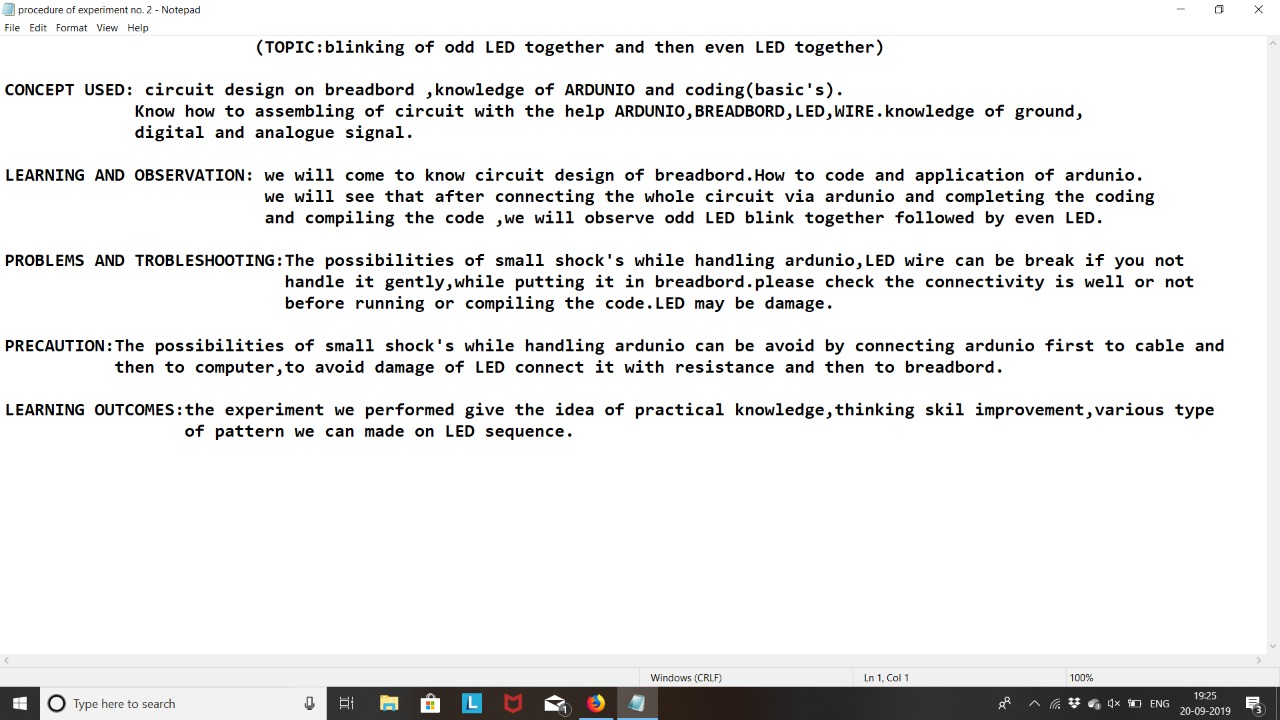 procedure of experiment no. 2 - Notepad
File Edit Format View Help
(TOPIC:blinking of odd LED together and then even LED together)
CONCEPT USED: circuit design on breadbord ,knowledge of ARDUNIO and coding(basic's).
Know how to assembling of circuit with the help ARDUNIO,BREADBORD,LED,WIRE.knowledge of ground,
digital and analogue signal.
LEARNING AND OBSERVATION: we will come to know circuit design of breadbord.How to code and application of ardunio.
we will see that after connecting the whole circuit via ardunio and completing the coding
and compiling the code ,we will observe odd LED blink together followed by even LED.
PROBLEMS AND TROBLESHOOTING:The possibilities of small shock's while handling ardunio,LED wire can be break if you not
handle it gently,while putting it in breadbord.please check the connectivity is well or not
before running or compiling the code.LED may be damage.
PRECAUTION:The possibilities of small shock's while handling ardunio can be avoid by connecting ardunio first to cable and
then to computer,to avoid damage of LED connect it with resistance and then to breadbord.
LEARNING OUTCOMES:the experiment we performed give the idea of practical knowledge,thinking skil improvement,various type
of pattern we can made on LED sequence.
Windows (CRLF) Ln 1, Col 1 100%
Type here to search L 1 ENG 19:25
20-09-2019 3